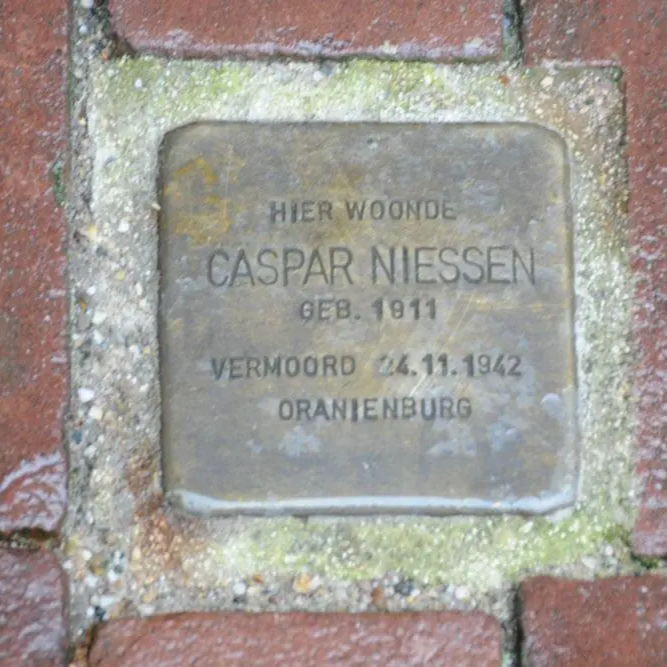 HIER WOONDE
CASPAR NIESSEN
GEB. 1911
VERMOORD 24.11.1942
ORANIENBURG